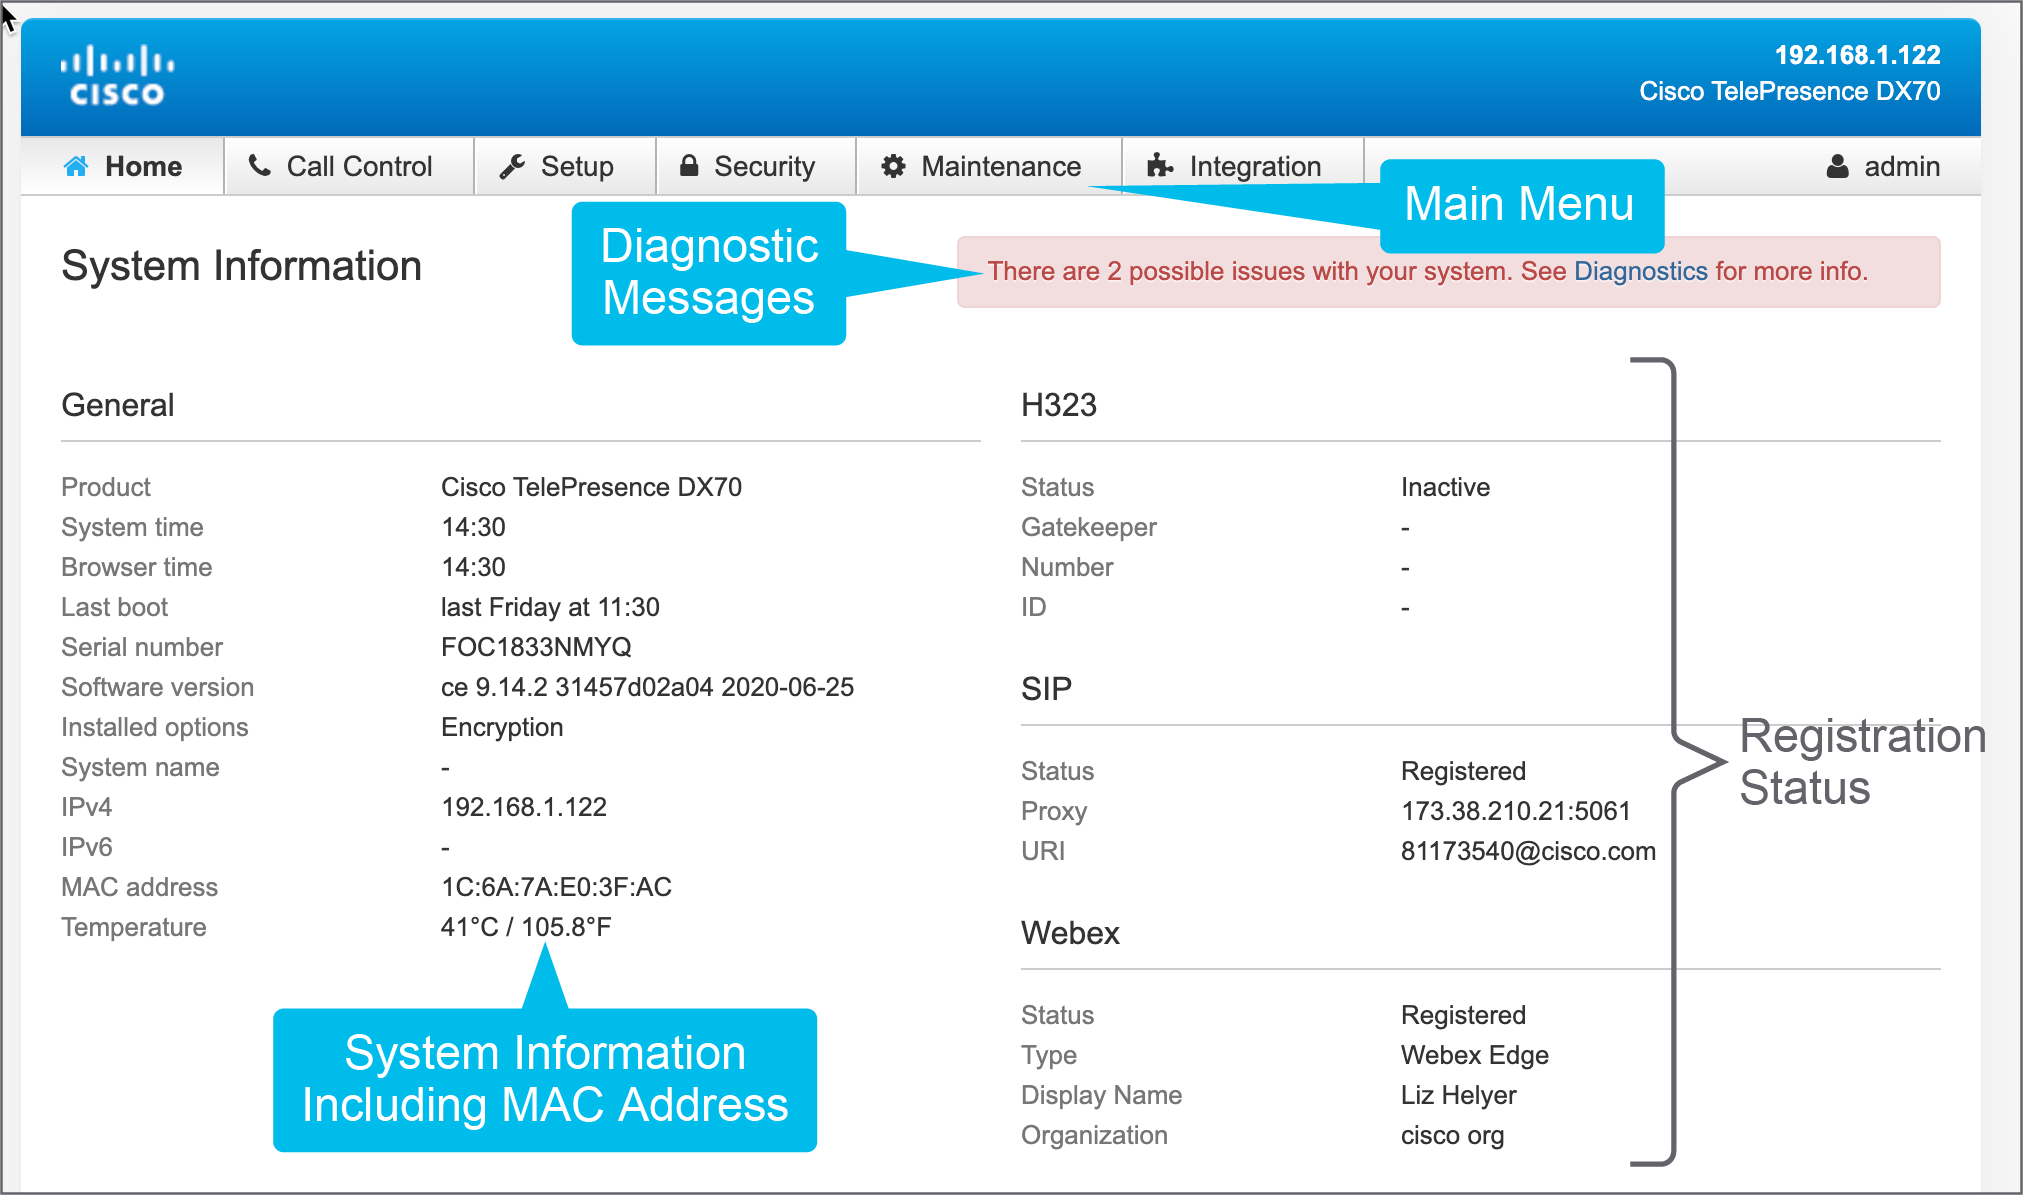 CISCO
192.168.1.122
Cisco TelePresence DX70
Home Call Control Setup Security Maintenance Integration admin
Main Menu
Diagnostic
Messages
System Information
There are 2 possible issues with your system. See Diagnostics for more info.
General
Product Cisco TelePresence DX70
System time 14:30
Browser time 14:30
Last boot last Friday at 11:30
Serial number FOC1833NMYQ
Software version ce 9.14.2 31457d02a04 2020-06-25
Installed options Encryption
System name -
IPv4 192.168.1.122
IPv6 -
MAC address 1C:6A:7A:E0:3F:AC
Temperature 41°C / 105.8°F
System Information
Including MAC Address
H323
Status Inactive
Gatekeeper -
Number -
ID -
SIP
Status Registered
Proxy 173.38.210.21:5061
URI 81173540@cisco.com
Webex
Status Registered
Type Webex Edge
Display Name Liz Helyer
Organization cisco org
Registration
Status